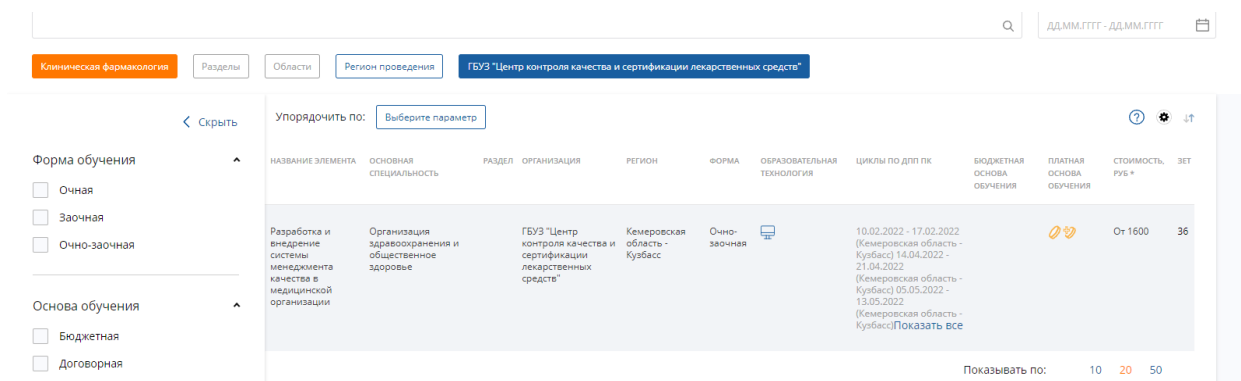 ДД.ММ.ГГГГ - ДД.ММ.ГГГГ
Клиническая фармакология
Разделы
Области
Регион проведения
ГБУЗ "Центр контроля качества и сертификации лекарственных средств"
Скрыть
Упорядочить по:
Выберите параметр
?
Форма обучения
Очная
Заочная
Очно-заочная
Основа обучения
Бюджетная
Договорная
НАЗВАНИЕ ЭЛЕМЕНТА
ОСНОВНАЯ
СПЕЦИАЛЬНОСТЬ
РАЗДЕЛ
ОРГАНИЗАЦИЯ
РЕГИОН
ФОРМА
ОБРАЗОВАТЕЛЬНАЯ
ТЕХНОЛОГИЯ
ЦИКЛЫ ПО ДПП ПК
БЮДЖЕТНАЯ
ОСНОВА
ОБУЧЕНИЯ
ПЛАТНАЯ
ОСНОВА
ОБУЧЕНИЯ
СТОИМОСТЬ,
РУБ *
ЗЕТ
Разработка и
внедрение
системы
менеджмента
качества в
медицинской
организации
Организация
здравоохранения и
общественное
здоровье
ГБУЗ "Центр
контроля качества и
сертификации
лекарственных
средств"
Кемеровская
область -
Кузбасс
Очно-
заочная
10.02.2022 - 17.02.2022
(Кемеровская область -
Кузбасс) 14.04.2022 -
21.04.2022
(Кемеровская область -
Кузбасс) 05.05.2022 -
13.05.2022
(Кемеровская область -
Кузбасс)Показать все
От 1600
36
Показывать по:
10 20 50